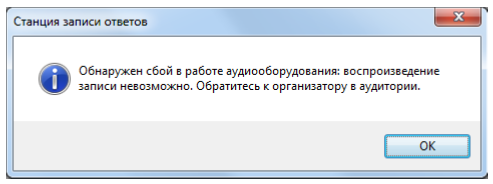 Станция записи ответов
Обнаружен сбой в работе аудиооборудования: воспроизведение
записи невозможно. Обратитесь к организатору в аудитории.
OK